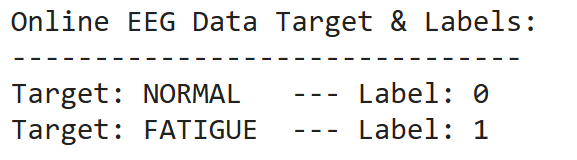 Online EEG Data Target & Labels:
--------------------------------
Target: NORMAL   --- Label: 0
Target: FATIGUE  --- Label: 1